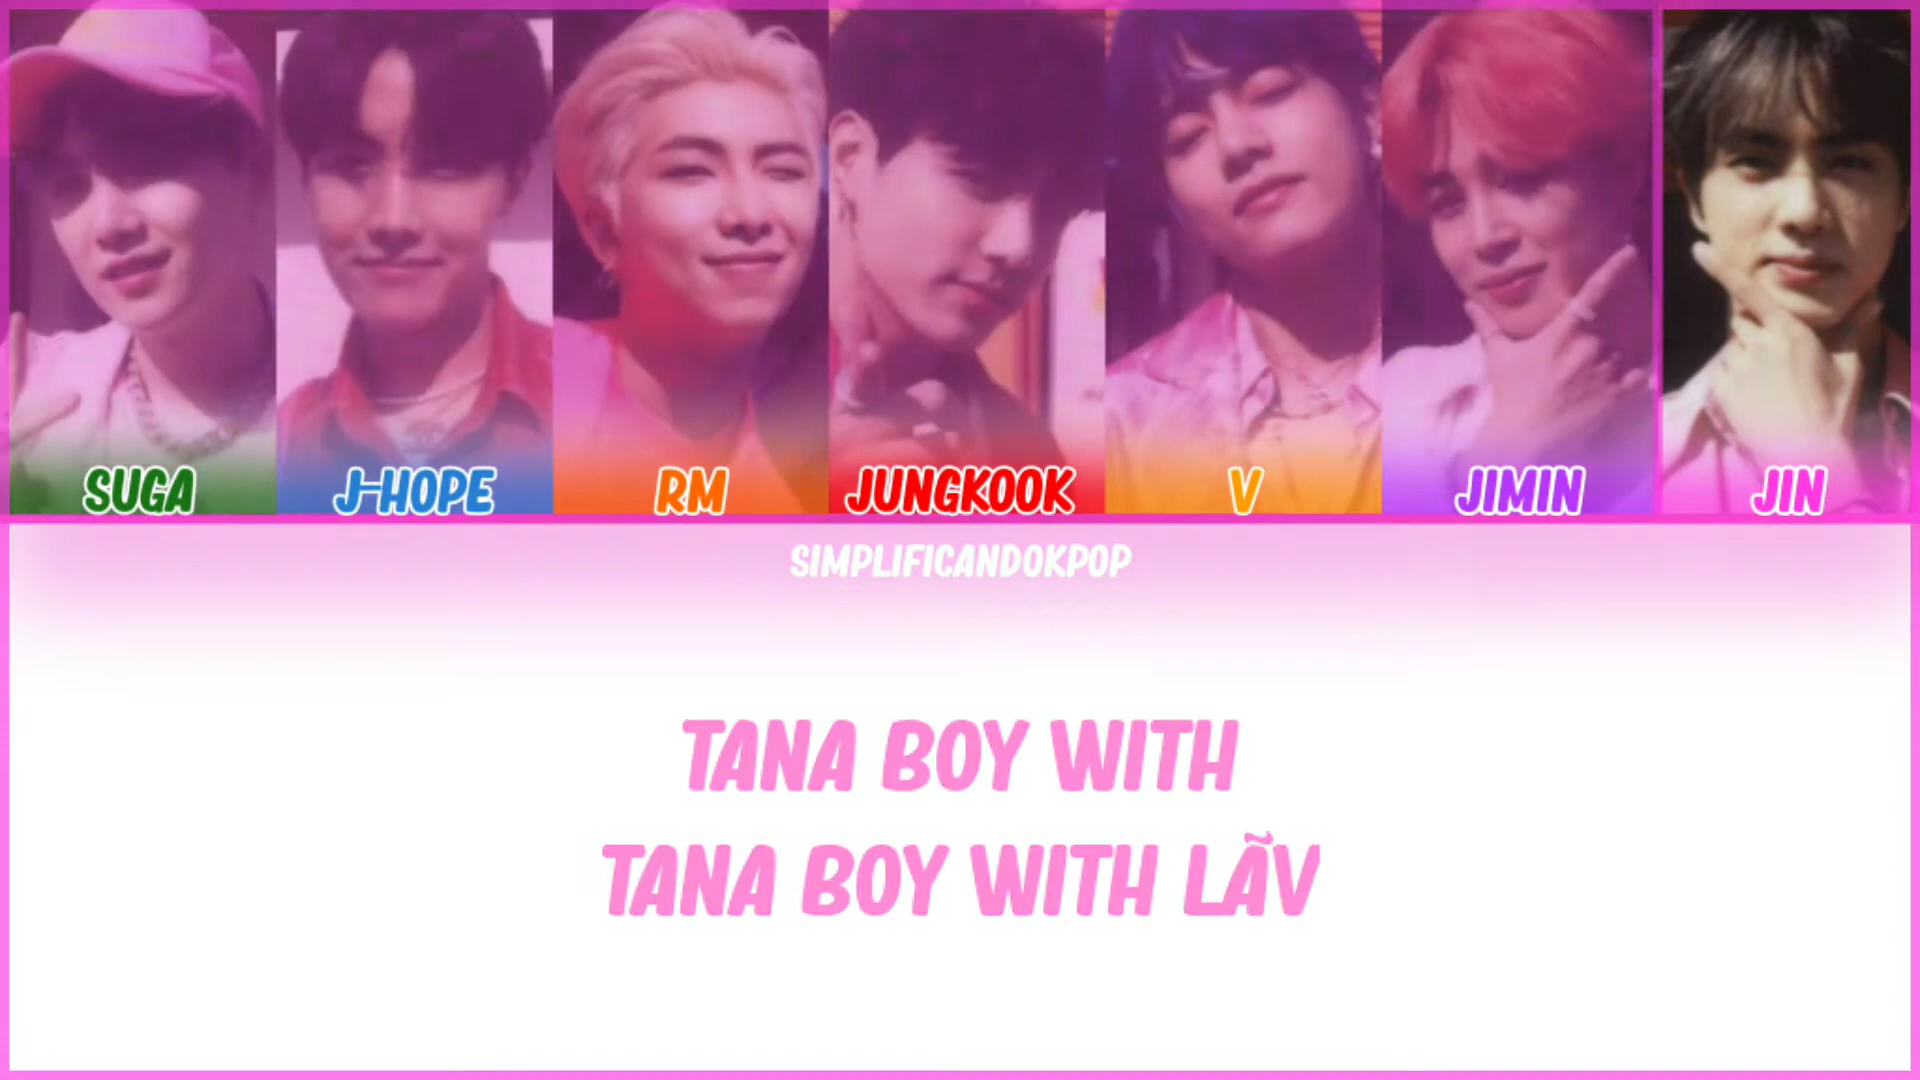 SUGA
J-HOPE
RM
JUNGKOOK
V
JIMIN
JIN
SIMPLIFICANDOKPOP
TANA BOY WITH
TANA BOY WITH LÃV